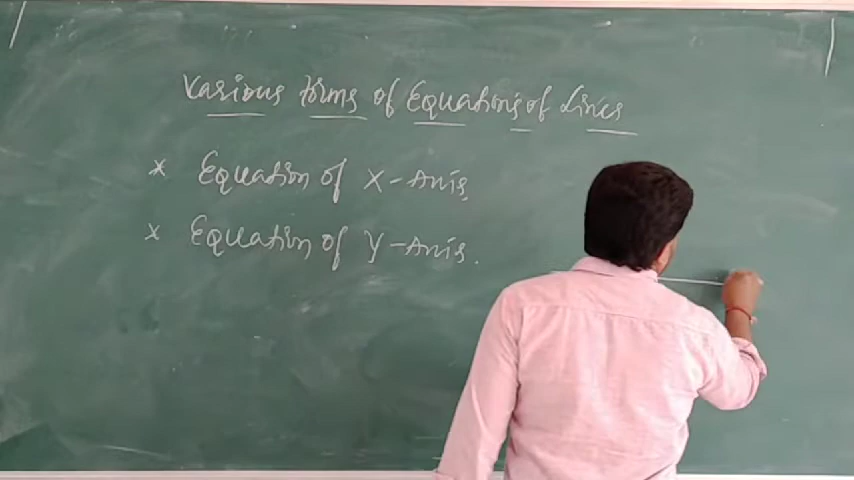 Various forms of Equations of Lines
* Equation of X-Axis
* Equation of Y-Axis.